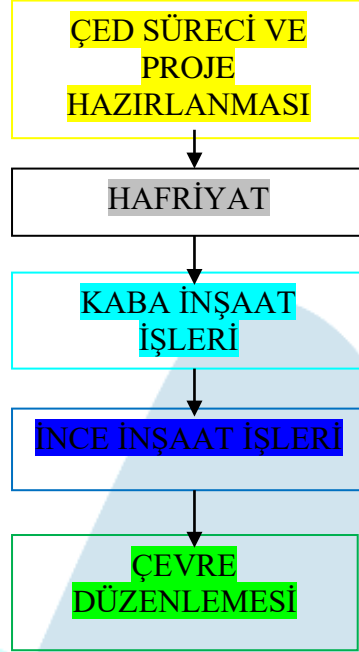 ÇED SÜRECİ VE
PROJE
HAZIRLANMASI
HAFRİYAT
KABA İNŞAAT
İŞLERİ
İNCE İNŞAAT İŞLERİ
ÇEVRE
DÜZENLEMESİ